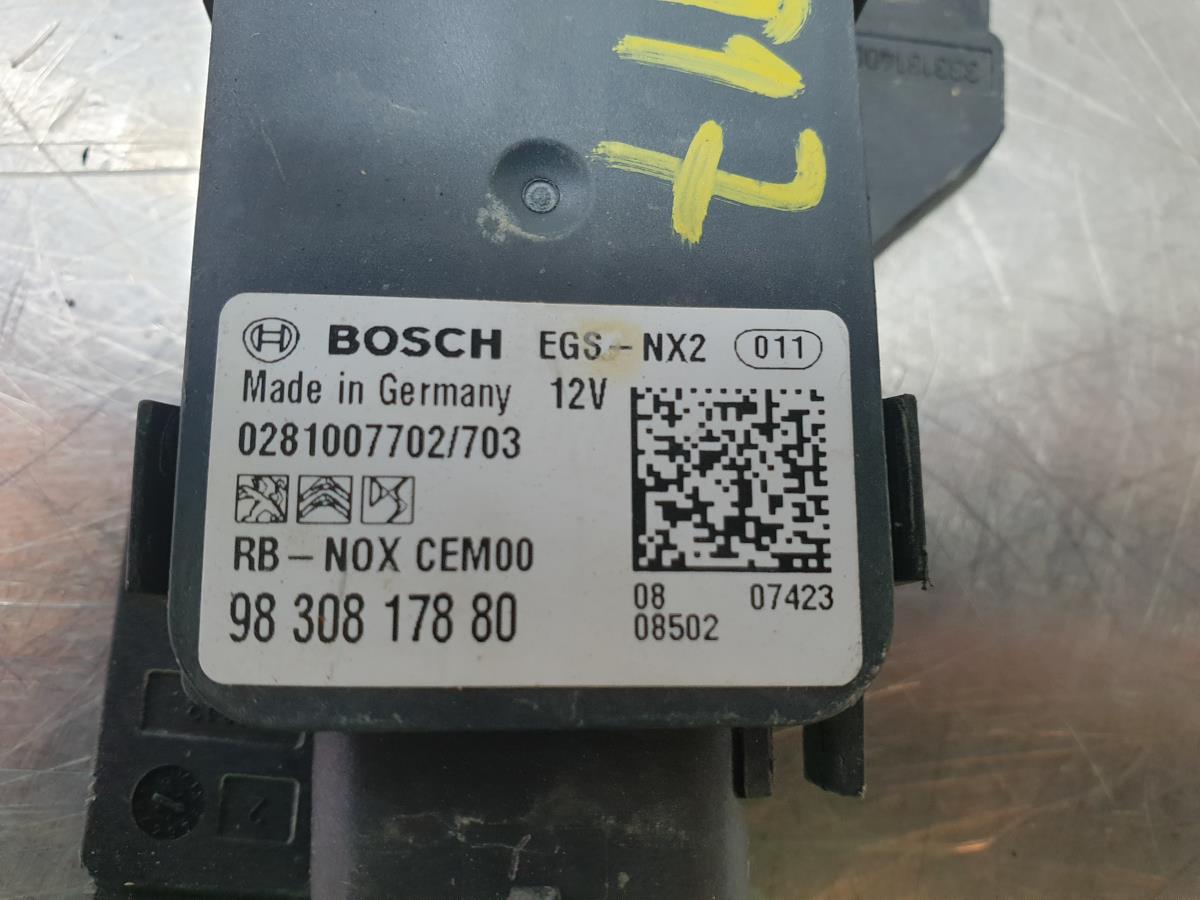 17
BOSCH EGS-NX2 011
Made in Germany 12V
0281007702/703
RB-NOX CEM00
98 308 178 80
08 07423
08502